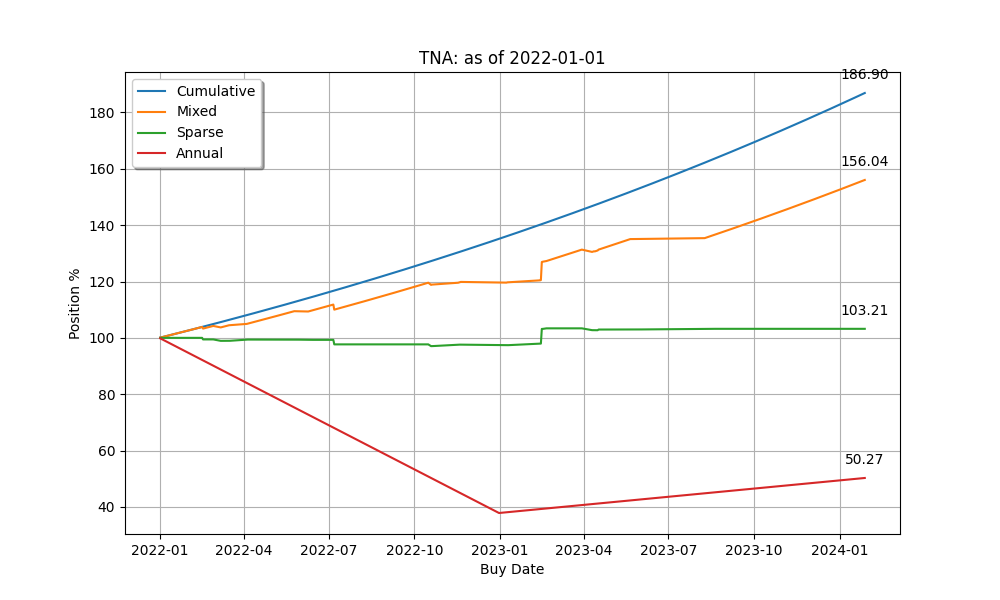 TNA: as of 2022-01-01
186.90
Cumulative
Mixed
Sparse
Annual
156.04
103.21
50.27
Position %
180
160
140
120
100
80
60
40
2022-01 2022-04 2022-07 2022-10 2023-01 2023-04 2023-07 2023-10 2024-01
Buy Date